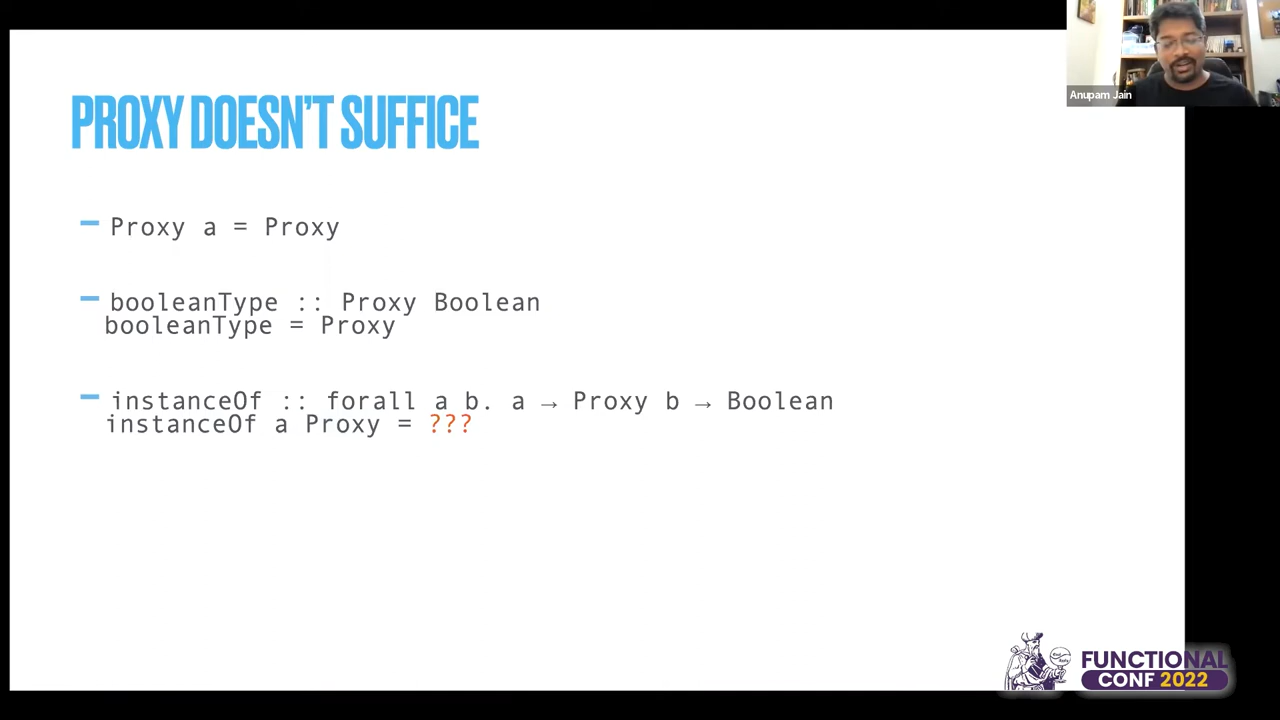 PROXY DOESN'T SUFFICE
Proxy a = Proxy
booleanType :: Proxy Boolean
booleanType = Proxy
instanceOf :: forall a b. a → Proxy b → Boolean
instanceOf a Proxy = ???
Anupam Jain
FUNCTIONAL
CONF 2022